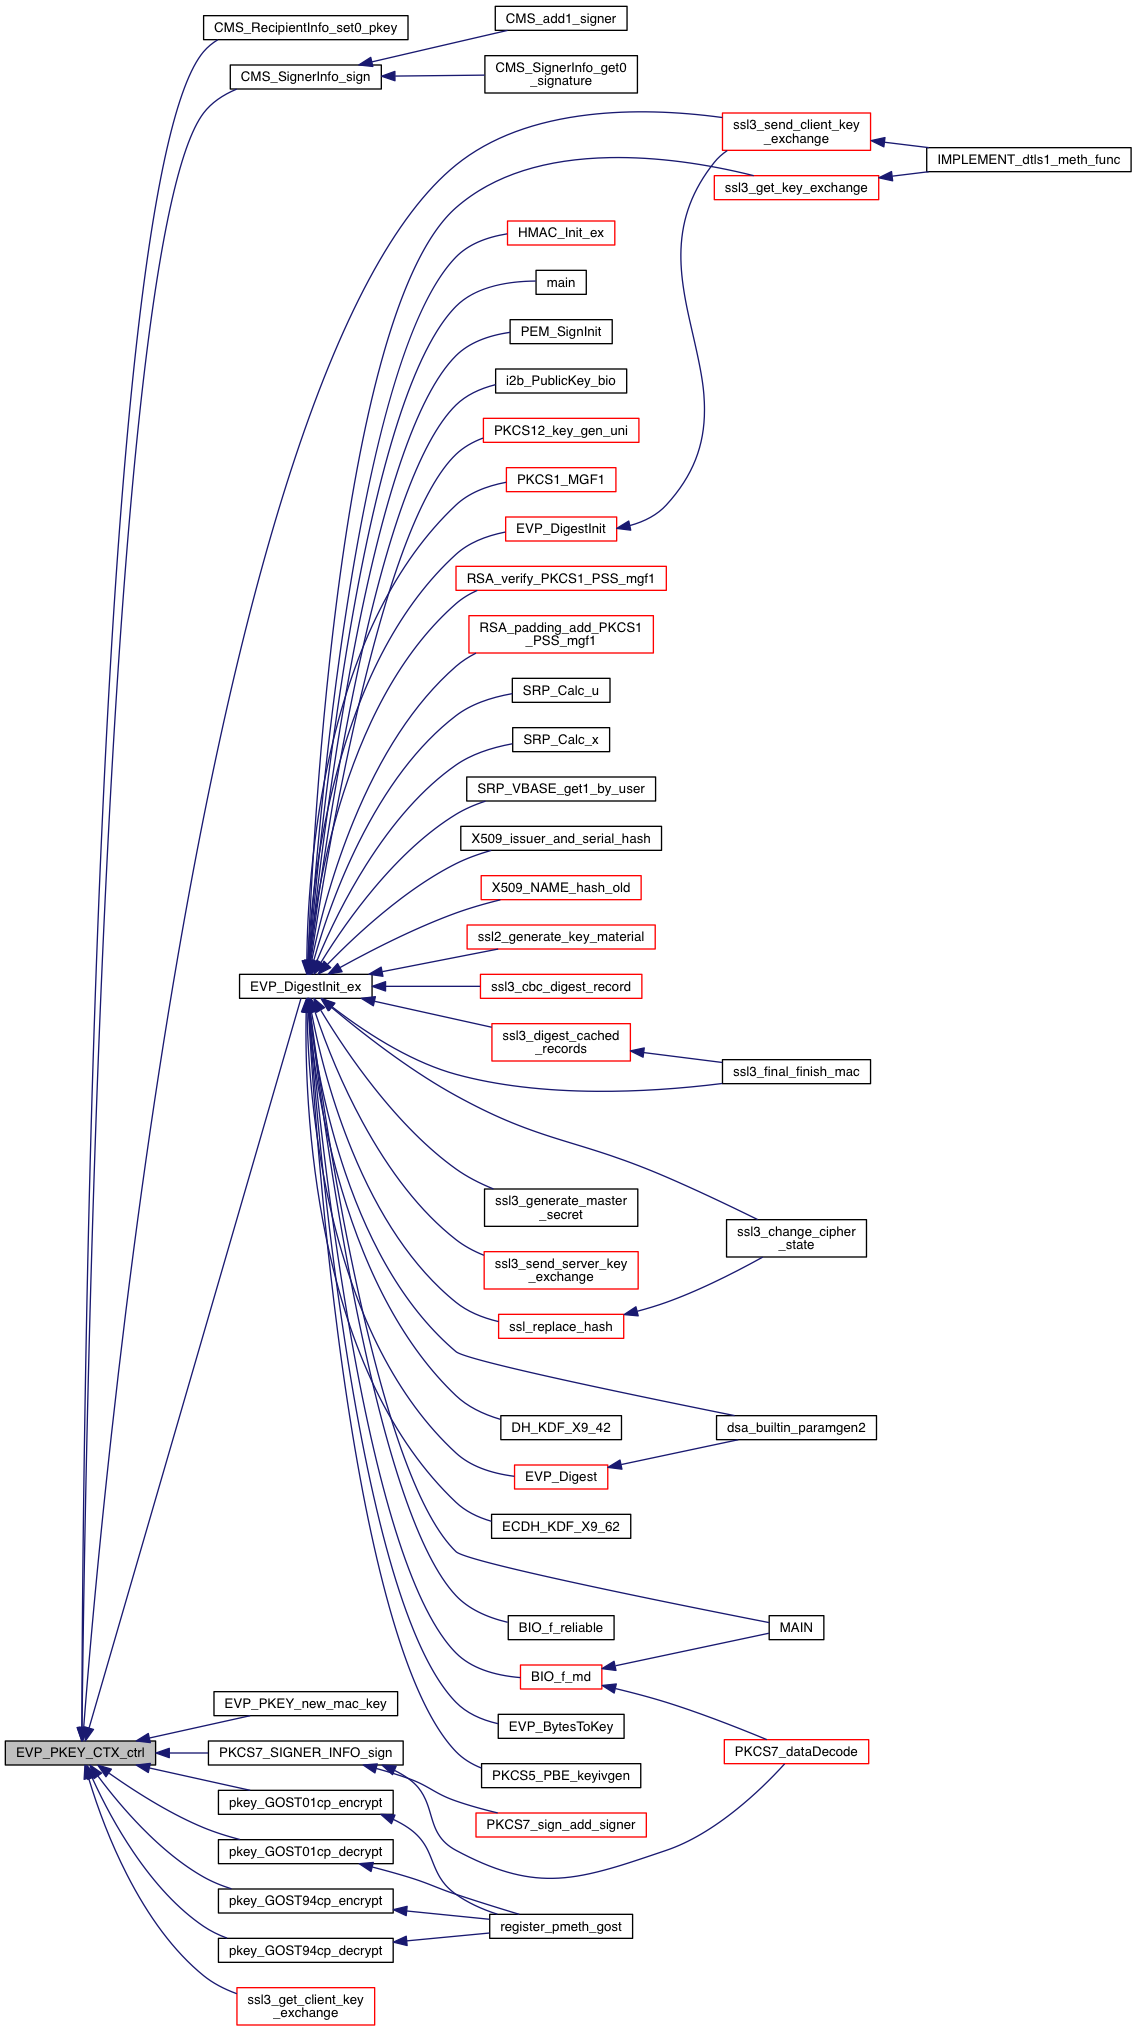 CMS_RecipientInfo_set0_pkey
CMS_add1_signer
CMS_SignerInfo_sign
CMS_SignerInfo_get0
_signature
ssl3_send_client_key
_exchange
IMPLEMENT_dtls1_meth_func
ssl3_get_key_exchange
HMAC_Init_ex
main
PEM_SignInit
i2b_PublicKey_bio
PKCS12_key_gen_uni
PKCS1_MGF1
EVP_DigestInit
RSA_verify_PKCS1_PSS_mgf1
RSA_padding_add_PKCS1
_PSS_mgf1
SRP_Calc_u
SRP_Calc_x
SRP_VBASE_get1_by_user
X509_issuer_and_serial_hash
X509_NAME_hash_old
ssl2_generate_key_material
EVP_DigestInit_ex
ssl3_cbc_digest_record
ssl3_digest_cached
_records
ssl3_final_finish_mac
ssl3_generate_master
_secret
ssl3_change_cipher
_state
ssl3_send_server_key
_exchange
ssl_replace_hash
DH_KDF_X9_42
dsa_builtin_paramgen2
EVP_Digest
ECDH_KDF_X9_62
BIO_f_reliable
MAIN
BIO_f_md
EVP_PKEY_new_mac_key
EVP_BytesToKey
EVP_PKEY_CTX_ctrl
PKCS7_SIGNER_INFO_sign
PKCS7_dataDecode
PKCS5_PBE_keyivgen
pkey_GOST01cp_encrypt
PKCS7_sign_add_signer
pkey_GOST01cp_decrypt
pkey_GOST94cp_encrypt
register_pmeth_gost
pkey_GOST94cp_decrypt
ssl3_get_client_key
_exchange